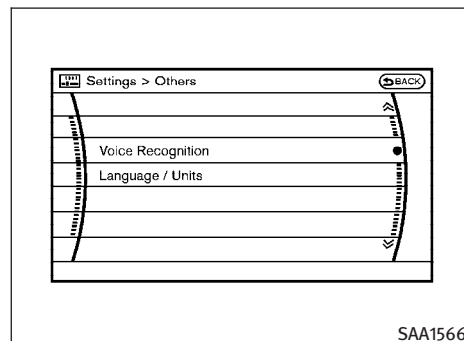 Settings > Others
BACK
Voice Recognition
Language / Units
SAA1566